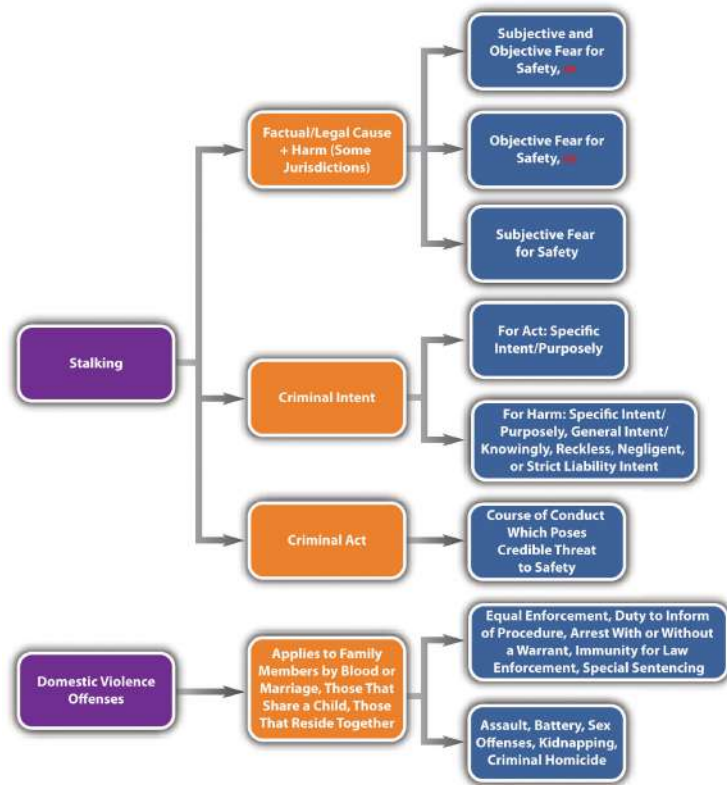 Subjective and
Objective Fear for
Safety, or
Factual/Legal Cause
+ Harm (Some
Jurisdictions)
Objective Fear for
Safety, or
Subjective Fear
for Safety
Stalking
Criminal Intent
For Act: Specific
Intent/Purposely
For Harm: Specific Intent/
Purposely, General Intent/
Knowingly, Reckless, Negligent,
or Strict Liability Intent
Criminal Act
Course of Conduct
Which Poses
Credible Threat
to Safety
Domestic Violence
Offenses
Applies to Family
Members by Blood or
Marriage, Those That
Share a Child, Those
That Reside Together
Equal Enforcement, Duty to Inform
of Procedure, Arrest With or Without
a Warrant, Immunity for Law
Enforcement, Special Sentencing
Assault, Battery, Sex
Offenses, Kidnapping,
Criminal Homicide